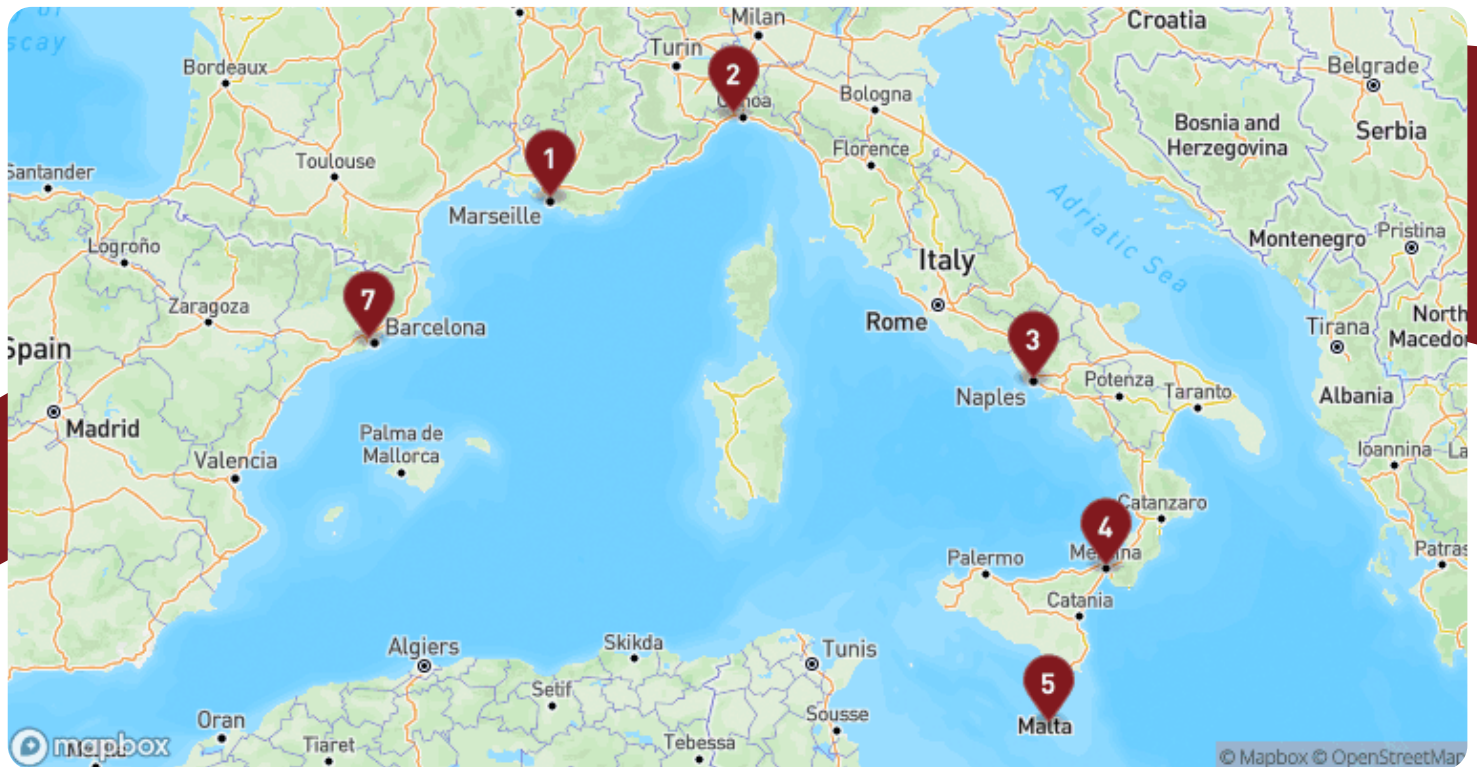 Milan
Croatia
Turin
2
Belgrade
Bordeaux
Bologna
Bosnia and
Herzegovina
Serbia
1
Florence
Toulouse
Santander
Marseille
Adriatic Sea
Pristina
Montenegro
Logroño
Italy
7
Zaragoza
Barcelona
Rome
North
Tirana
3
Spain
Potenza
Taranto
Naples
Albania
Madrid
Palma de
Mallorca
Ioannina
Valencia
4
Catanzaro
Palermo
Catania
Algiers
Skikda
Tunis
5
Setif
Malta
Sousse
Oran
Tiaret
Tebessa
mapbox
© Mapbox © OpenStreetMap